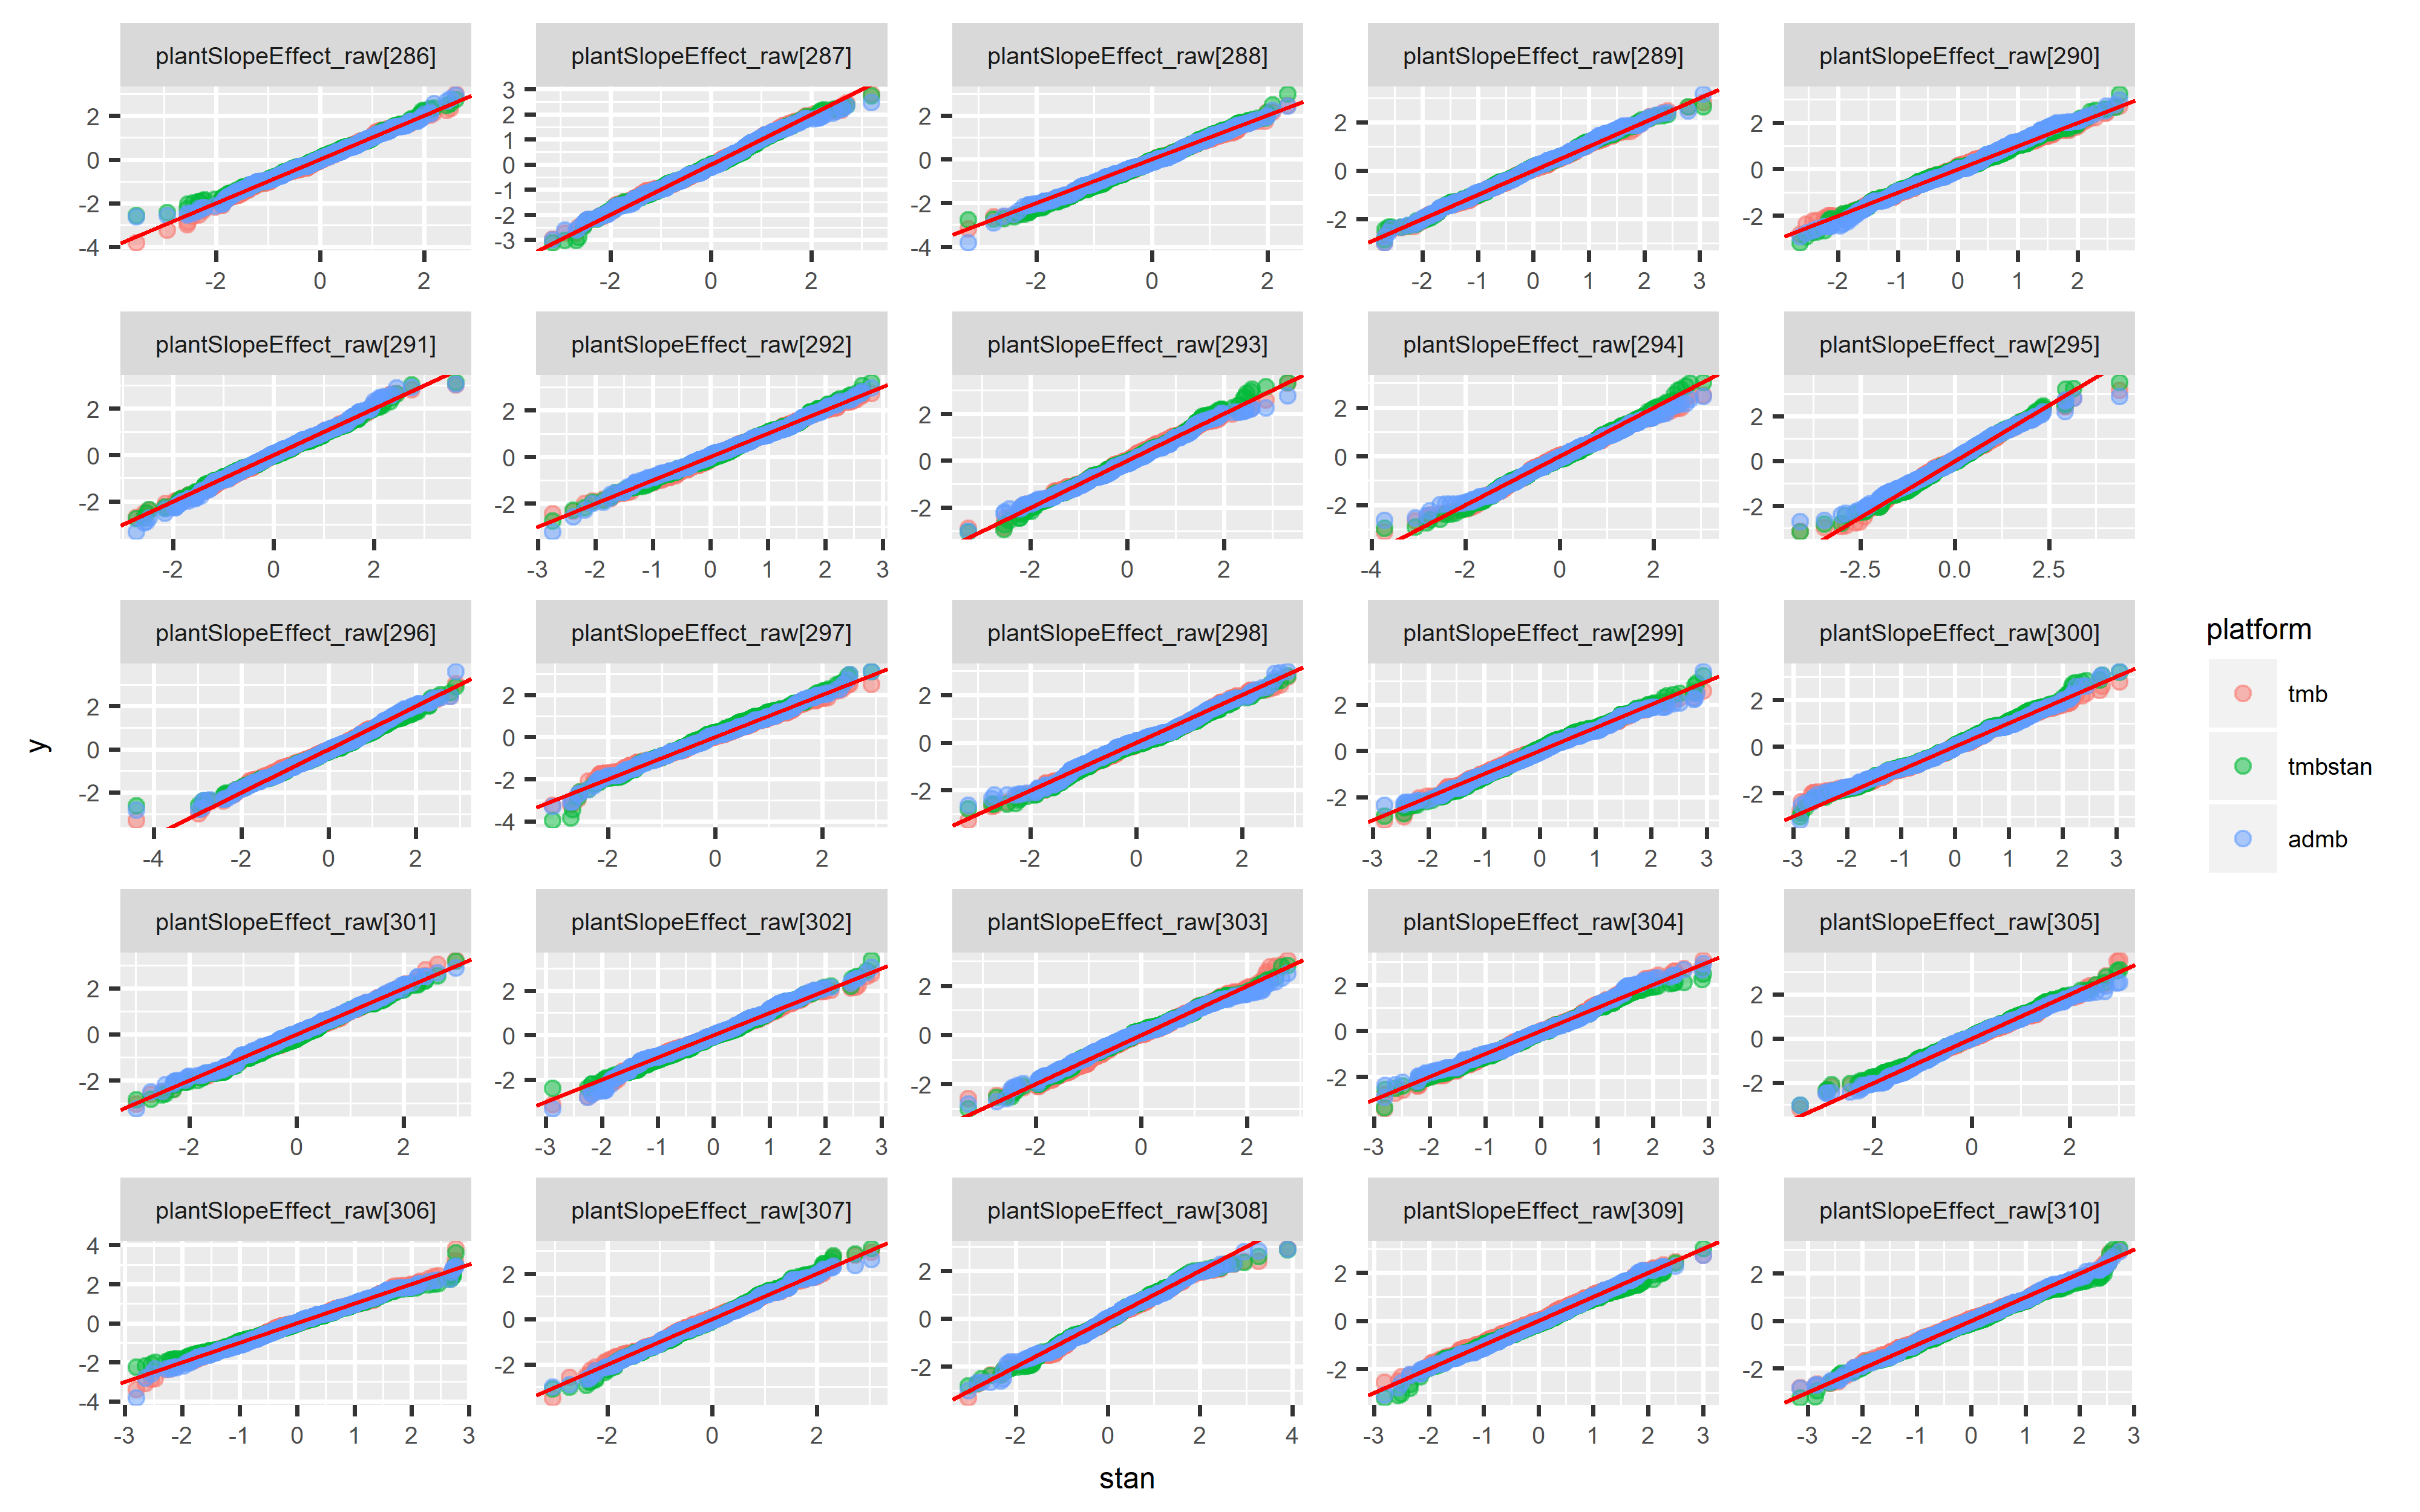 plantSlopeEffect_raw[286] plantSlopeEffect_raw[287] plantSlopeEffect_raw[288] plantSlopeEffect_raw[289] plantSlopeEffect_raw[290]
2 0 -2 -4
-2 0 2
3 2 1 0 -1 -2 -3
-2 0 2
2 0 -2 -4
-2 0 2
2 0 -2
-2 -1 0 1 2 3
2 0 -2
-2 -1 0 1 2
plantSlopeEffect_raw[291] plantSlopeEffect_raw[292] plantSlopeEffect_raw[293] plantSlopeEffect_raw[294] plantSlopeEffect_raw[295]
2 0 -2
-2 0 2
2 0 -2
-3 -2 -1 0 1 2 3
2 0 -2
-2 0 2
2 0 -2
-4 -2 0 2
2 0 -2
-2.5 0.0 2.5
plantSlopeEffect_raw[296] plantSlopeEffect_raw[297] plantSlopeEffect_raw[298] plantSlopeEffect_raw[299] plantSlopeEffect_raw[300]
2 0 -2
-4 -2 0 2
2 0 -2 -4
-2 0 2
2 0 -2
-2 0 2
2 0 -2
-3 -2 -1 0 1 2 3
2 0 -2
-3 -2 -1 0 1 2 3
plantSlopeEffect_raw[301] plantSlopeEffect_raw[302] plantSlopeEffect_raw[303] plantSlopeEffect_raw[304] plantSlopeEffect_raw[305]
2 0 -2
-2 0 2
2 0 -2
-3 -2 -1 0 1 2 3
2 0 -2
-2 0 2
2 0 -2
-3 -2 -1 0 1 2 3
2 0 -2
-2 0 2
plantSlopeEffect_raw[306] plantSlopeEffect_raw[307] plantSlopeEffect_raw[308] plantSlopeEffect_raw[309] plantSlopeEffect_raw[310]
4 2 0 -2 -4
-3 -2 -1 0 1 2 3
2 0 -2
-2 0 2
2 0 -2
-2 0 2 4
2 0 -2
-3 -2 -1 0 1 2 3
2 0 -2
-3 -2 -1 0 1 2 3
y
stan
platform
tmb
tmbstan
admb